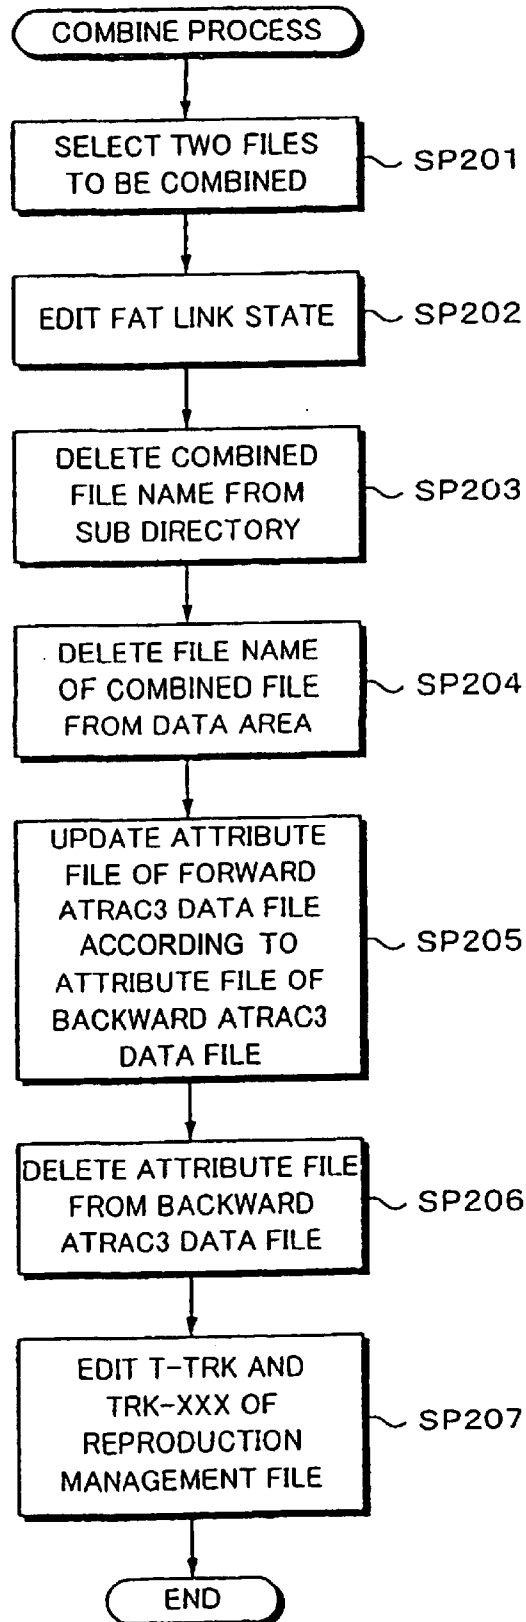 COMBINE PROCESS
SELECT TWO FILES
TO BE COMBINED
SP201
EDIT FAT LINK STATE
SP202
DELETE COMBINED
FILE NAME FROM
SUB DIRECTORY
SP203
DELETE FILE NAME
OF COMBINED FILE
FROM DATA AREA
SP204
UPDATE ATTRIBUTE
FILE OF FORWARD
ATRAC3 DATA FILE
ACCORDING TO
ATTRIBUTE FILE OF
BACKWARD ATRAC3
DATA FILE
SP205
DELETE ATTRIBUTE FILE
FROM BACKWARD
ATRAC3 DATA FILE
SP206
EDIT T-TRK AND
TRK-XXX OF
REPRODUCTION
MANAGEMENT FILE
SP207
END